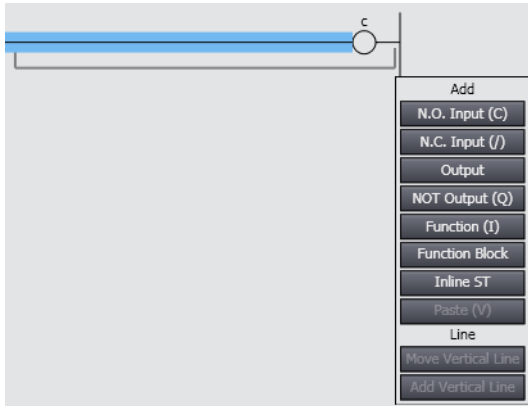 c
Add
N.O. Input (C)
N.C. Input (/)
Output
NOT Output (Q)
Function (I)
Function Block
Inline ST
Paste (V)
Line
Move Vertical Line
Add Vertical Line